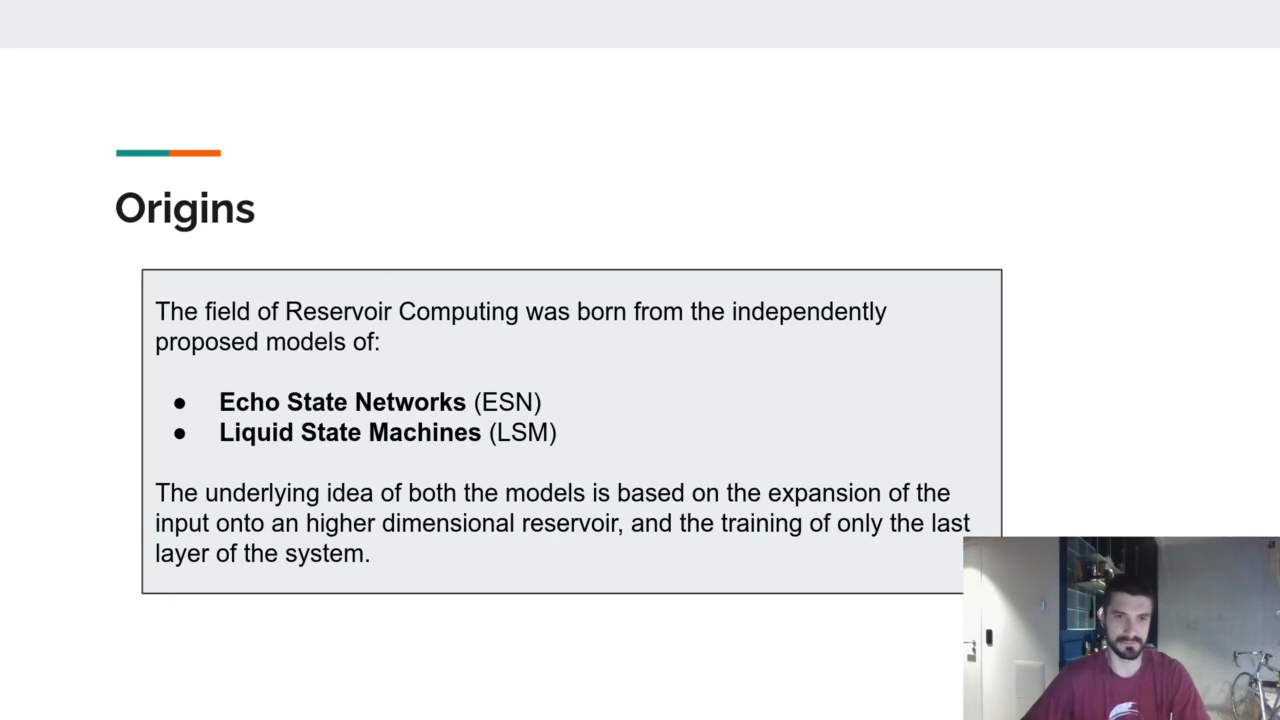 Origins
The field of Reservoir Computing was born from the independently
proposed models of:
● Echo State Networks (ESN)
● Liquid State Machines (LSM)
The underlying idea of both the models is based on the expansion of the
input onto an higher dimensional reservoir, and the training of only the last
layer of the system.